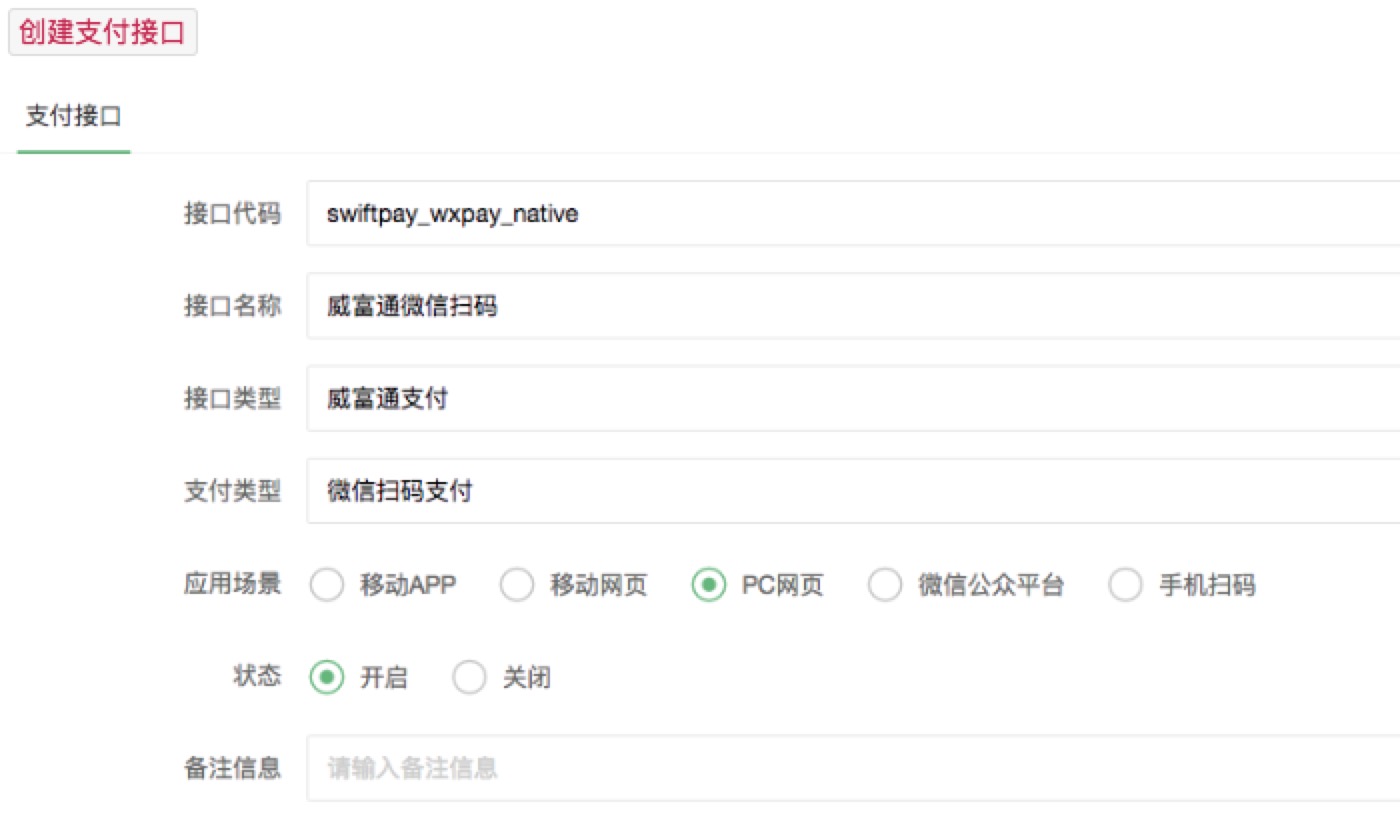 创建支付接口
支付接口
接口代码 swiftpay_wxpay_native
接口名称 威富通微信扫码
接口类型 威富通支付
支付类型 微信扫码支付
应用场景 移动APP 移动网页 PC网页 微信公众平台 手机扫码
状态 开启 关闭
备注信息 请输入备注信息